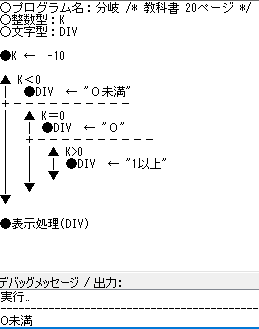 ○プログラム名：分岐 /* 教科書 20ページ */
○整数型：K
○文字型：DIV
●K ← -10
▲ K＜0
｜ ●DIV ← "０未満"
＋－－－－－－－－－－－
｜ ▲ K＝0
｜ ｜ ●DIV ← "０"
｜ ＋－－－－－－－－－
｜ ｜ ▲ K>0
｜ ｜ ｜ ●DIV ← "1以上"
｜ ｜ ▼
｜ ▼
▼
●表示処理(DIV)
デバッグメッセージ / 出力:
実行..
０未満